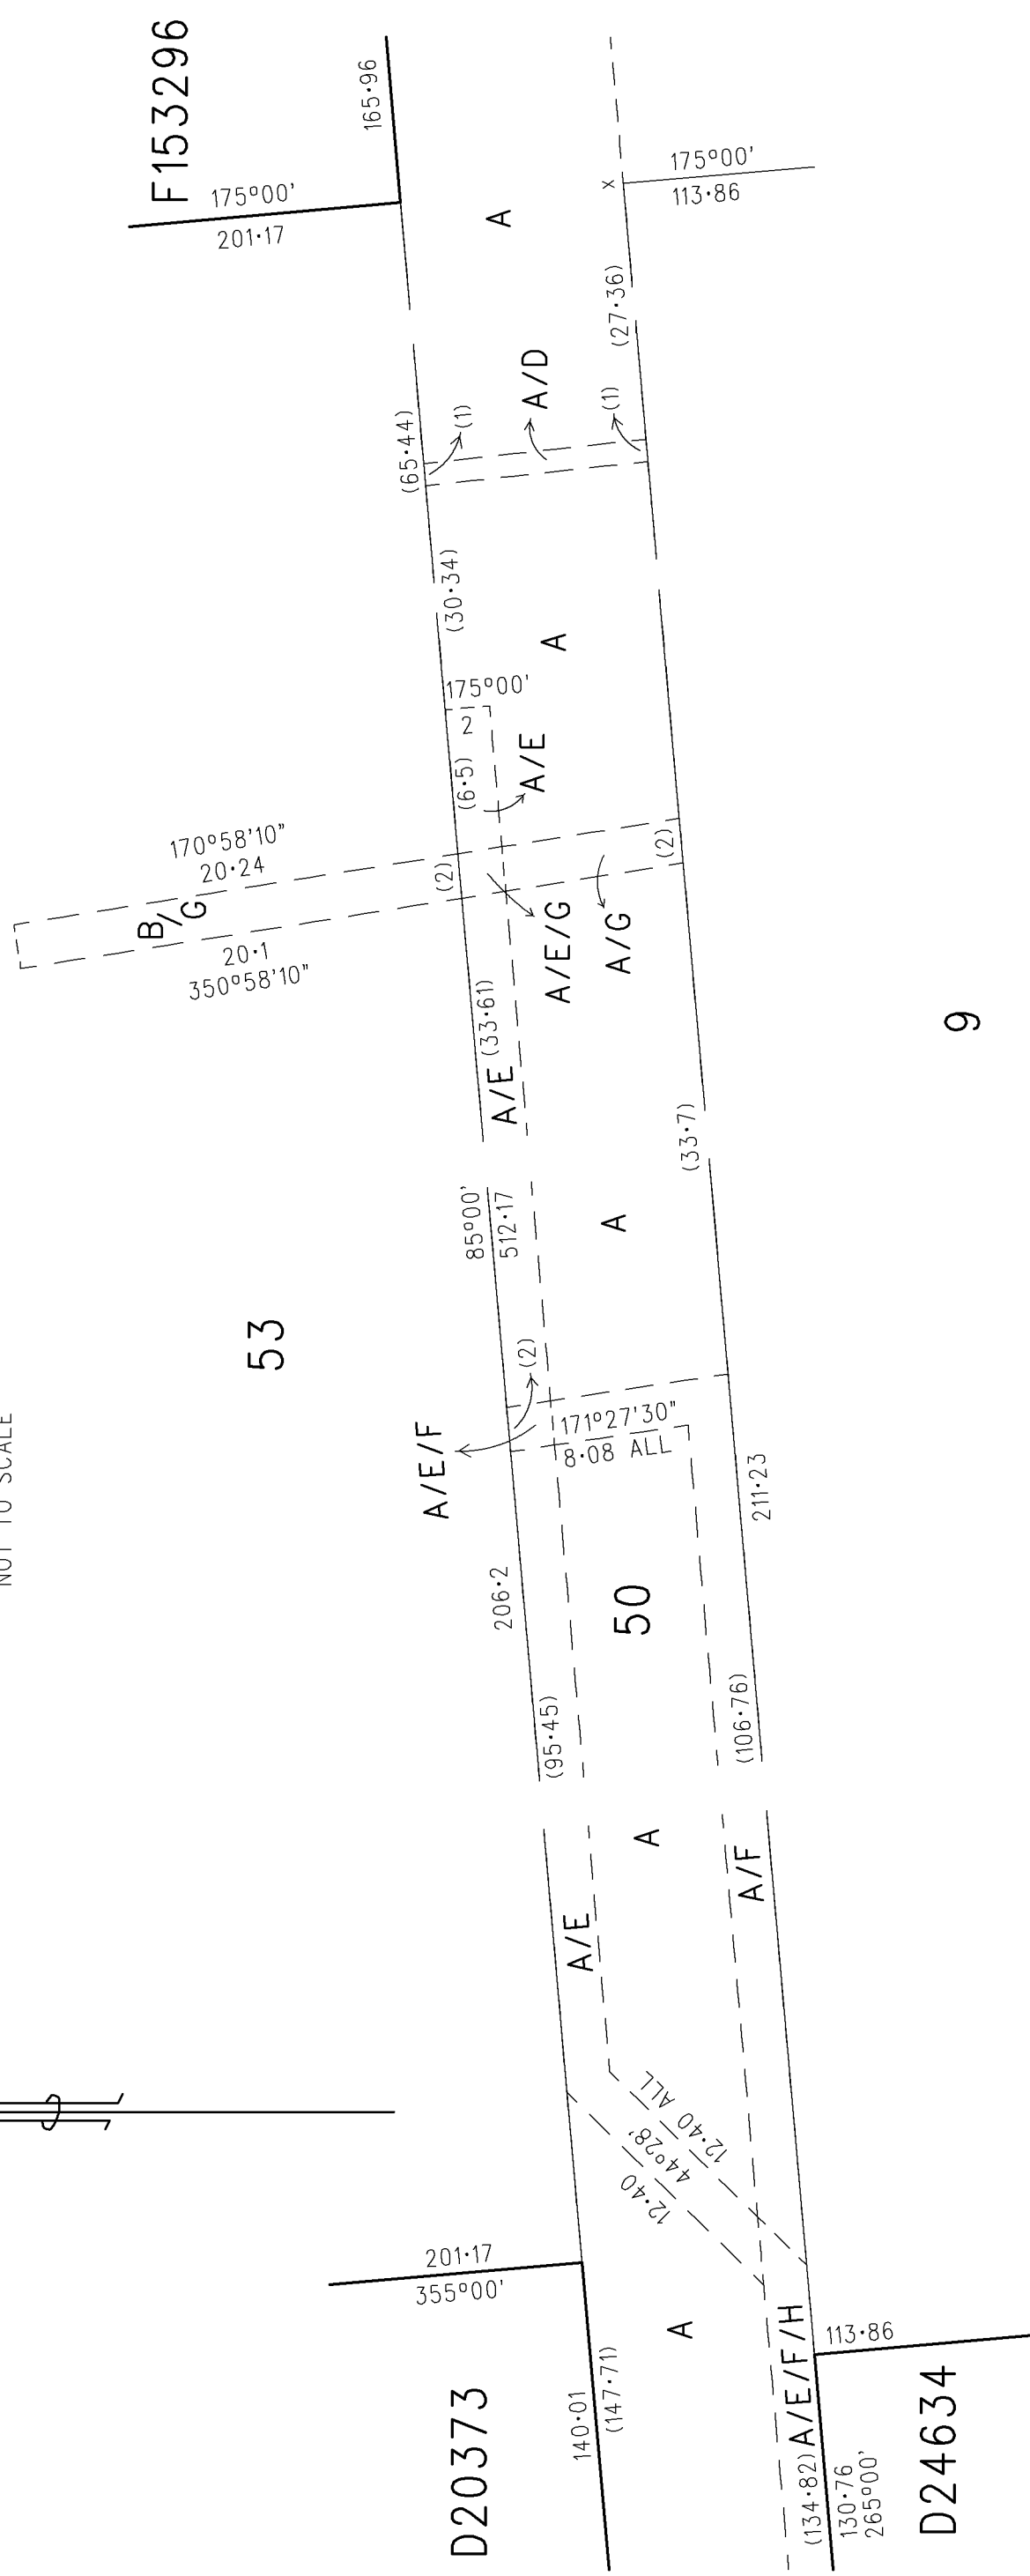 F153296
165·96
175°00'
201·17
A
175°00'
113·86
x
(27·36)
A/D
(1)
(1)
(65·44)
(30·34)
A
175°00'
2
(6·5)
A/E
170°58'10"
20·24
B/G
20·1
350°58'10"
(2)
(2)
A/E/G
A/G
(33·61)
A/E
9
(33·7)
85°00'
512·17
A
53
(2)
A/E/F
171°27'30"
8·08 ALL
NOT TO SCALE
206·2
211·23
50
(95·45)
(106·76)
A
A/F
A/E
12·40 ALL
44°28'
12·40
201·17
355°00'
A
A/E/F/H
113·86
D20373
140·01
(147·71)
(134·82)
130·76
265°00'
D24634